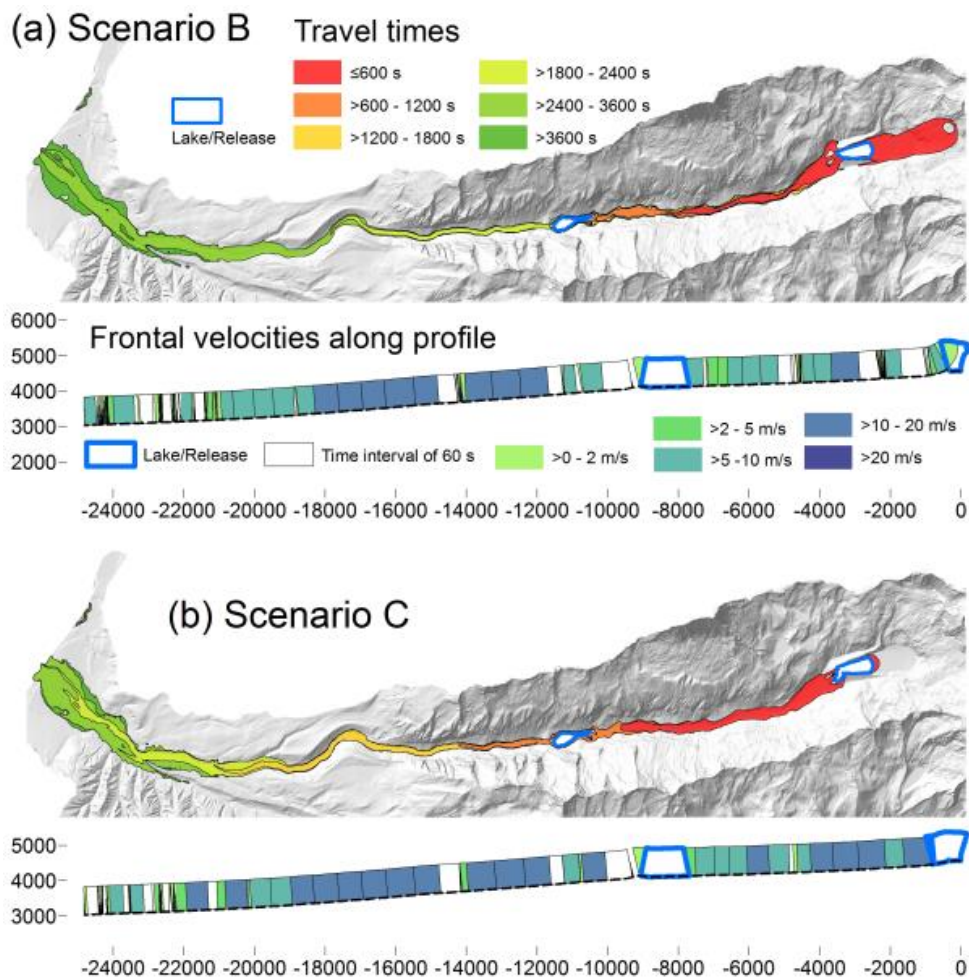 (a) Scenario B
Travel times
Lake/Release
≤600 s
>600 - 1200 s
>1200 - 1800 s
>1800 - 2400 s
>2400 - 3600 s
>3600 s
Frontal velocities along profile
6000
5000
4000
3000
2000
Lake/Release
Time interval of 60 s
>0 - 2 m/s
>2 - 5 m/s
>5 -10 m/s
>10 - 20 m/s
>20 m/s
-24000 -22000 -20000 -18000 -16000 -14000 -12000 -10000 -8000 -6000 -4000 -2000 0
(b) Scenario C
5000
4000
3000
-24000 -22000 -20000 -18000 -16000 -14000 -12000 -10000 -8000 -6000 -4000 -2000 0